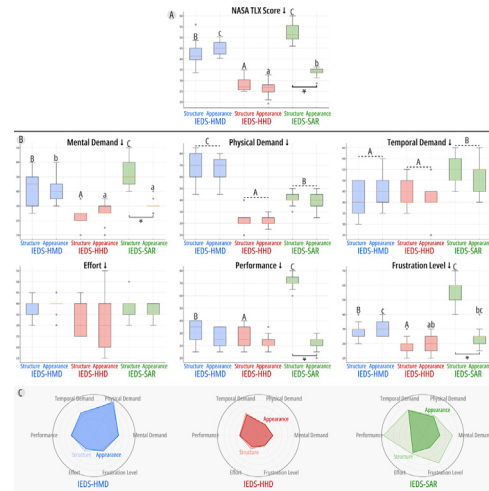 A
NASA TLX Score ↓
B c A a C b
*
Structure Appearance Structure Appearance Structure Appearance
IEDS-HMD IEDS-HHD IEDS-SAR
B
Mental Demand ↓
B b A a C a
*
Structure Appearance Structure Appearance Structure Appearance
IEDS-HMD IEDS-HHD IEDS-SAR
Physical Demand ↓
C A B
Structure Appearance Structure Appearance Structure Appearance
IEDS-HMD IEDS-HHD IEDS-SAR
Temporal Demand ↓
A A B
Structure Appearance Structure Appearance Structure Appearance
IEDS-HMD IEDS-HHD IEDS-SAR
Effort ↓
Structure Appearance Structure Appearance Structure Appearance
IEDS-HMD IEDS-HHD IEDS-SAR
Performance ↓
B A C
*
Structure Appearance Structure Appearance Structure Appearance
IEDS-HMD IEDS-HHD IEDS-SAR
Frustration Level ↓
B c A ab C bc
*
Structure Appearance Structure Appearance Structure Appearance
IEDS-HMD IEDS-HHD IEDS-SAR
C
Temporal Demand Physical Demand
Performance Mental Demand
Structure Appearance
Effort Frustration Level
IEDS-HMD
Temporal Demand Physical Demand
Appearance
Performance Mental Demand
Structure
Effort Frustration Level
IEDS-HHD
Temporal Demand Physical Demand
Appearance
Performance Mental Demand
Structure
Effort Frustration Level
IEDS-SAR